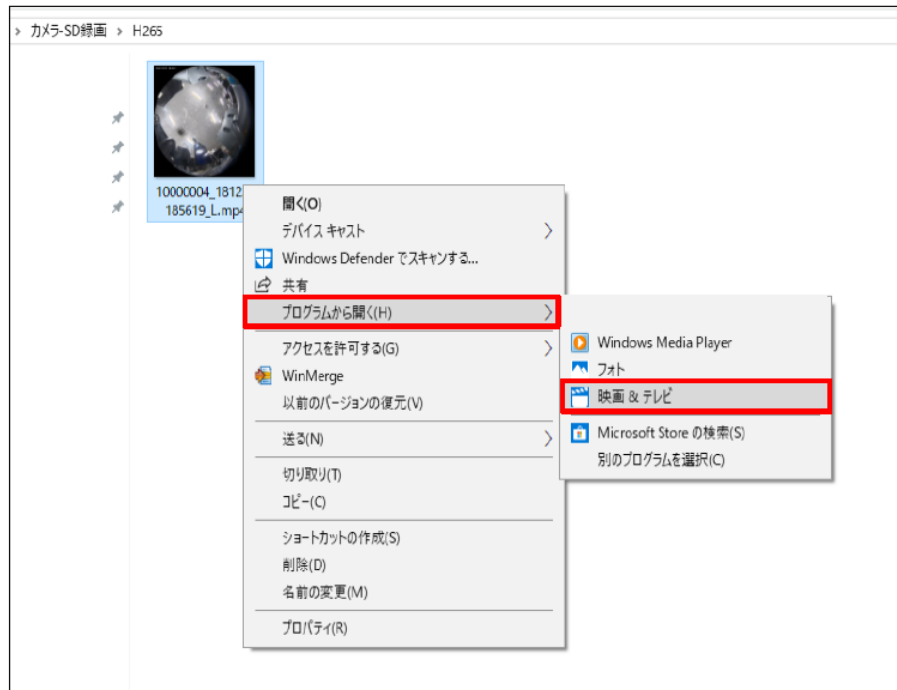 > カメラ-SD録画 > H265
10000004_1812
185619_L.mp4
開く(O)
デバイス キャスト
Windows Defender でスキャンする...
共有
プログラムから開く(H)
アクセスを許可する(G)
WinMerge
以前のバージョンの復元(V)
送る(N)
切り取り(T)
コピー(C)
ショートカットの作成(S)
削除(D)
名前の変更(M)
プロパティ(R)
Windows Media Player
フォト
映画 & テレビ
Microsoft Store の検索(S)
別のプログラムを選択(C)